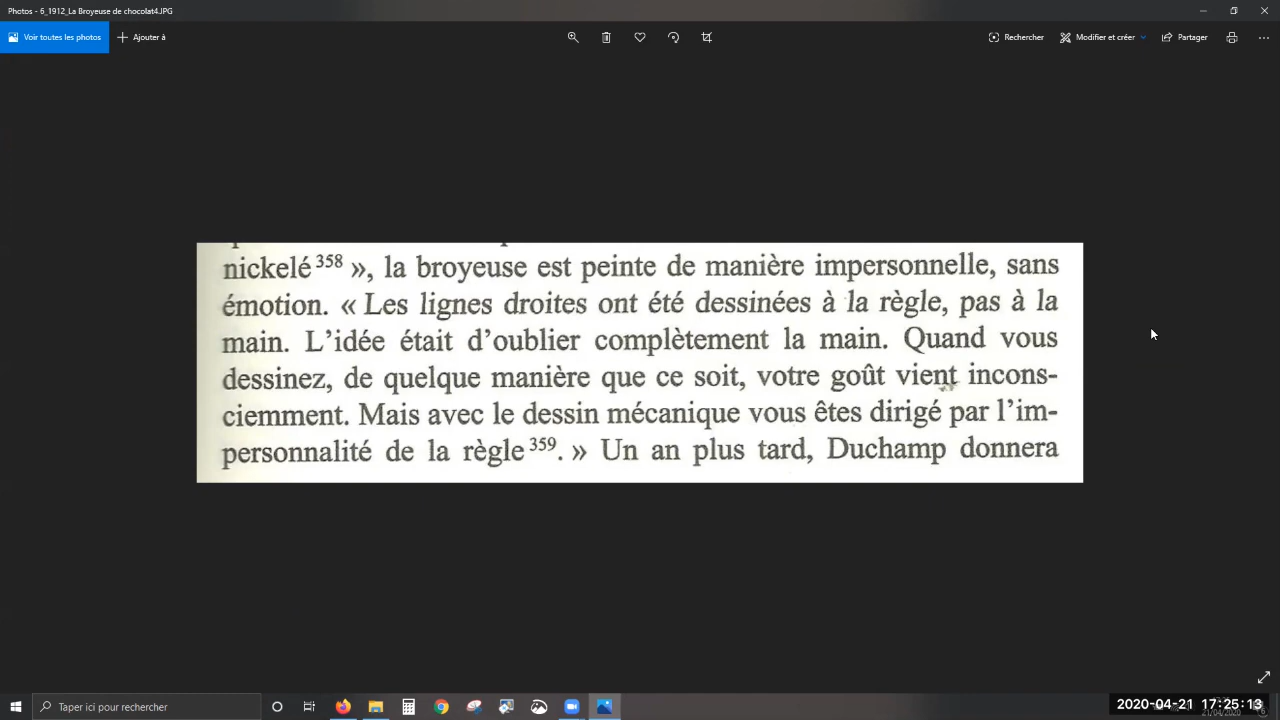 Photos - 6_1912_La Broyeuse de chocolat4.JPG
Voir toutes les photos
Ajouter à
Rechercher
Modifier et créer
Partager
nickelé 358 », la broyeuse est peinte de manière impersonnelle, sans
émotion. « Les lignes droites ont été dessinées à la règle, pas à la
main. L’idée était d’oublier complètement la main. Quand vous
dessinez, de quelque manière que ce soit, votre goût vient incons-
ciemment. Mais avec le dessin mécanique vous êtes dirigé par l’im-
personnalité de la règle 359. » Un an plus tard, Duchamp donnera
Taper ici pour rechercher
2020-04-21 17:25:13
21/04/2020